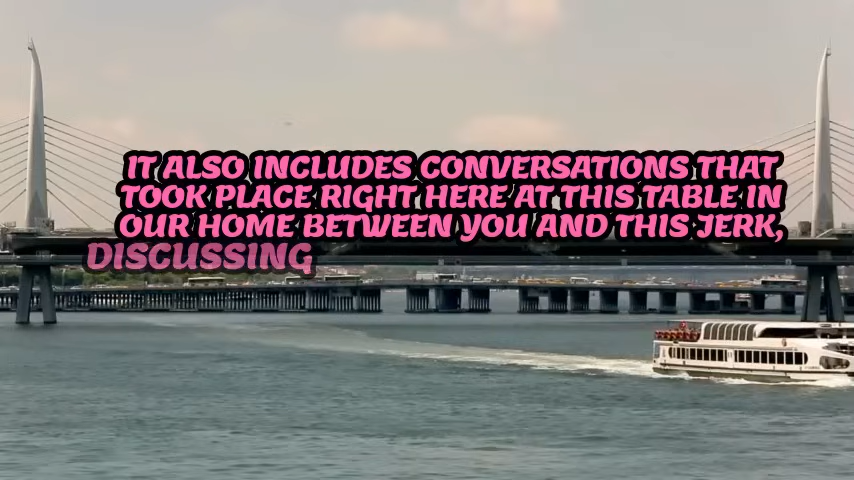 IT ALSO INCLUDES CONVERSATIONS THAT
TOOK PLACE RIGHT HERE AT THIS TABLE IN
OUR HOME BETWEEN YOU AND THIS JERK,
DISCUSSING